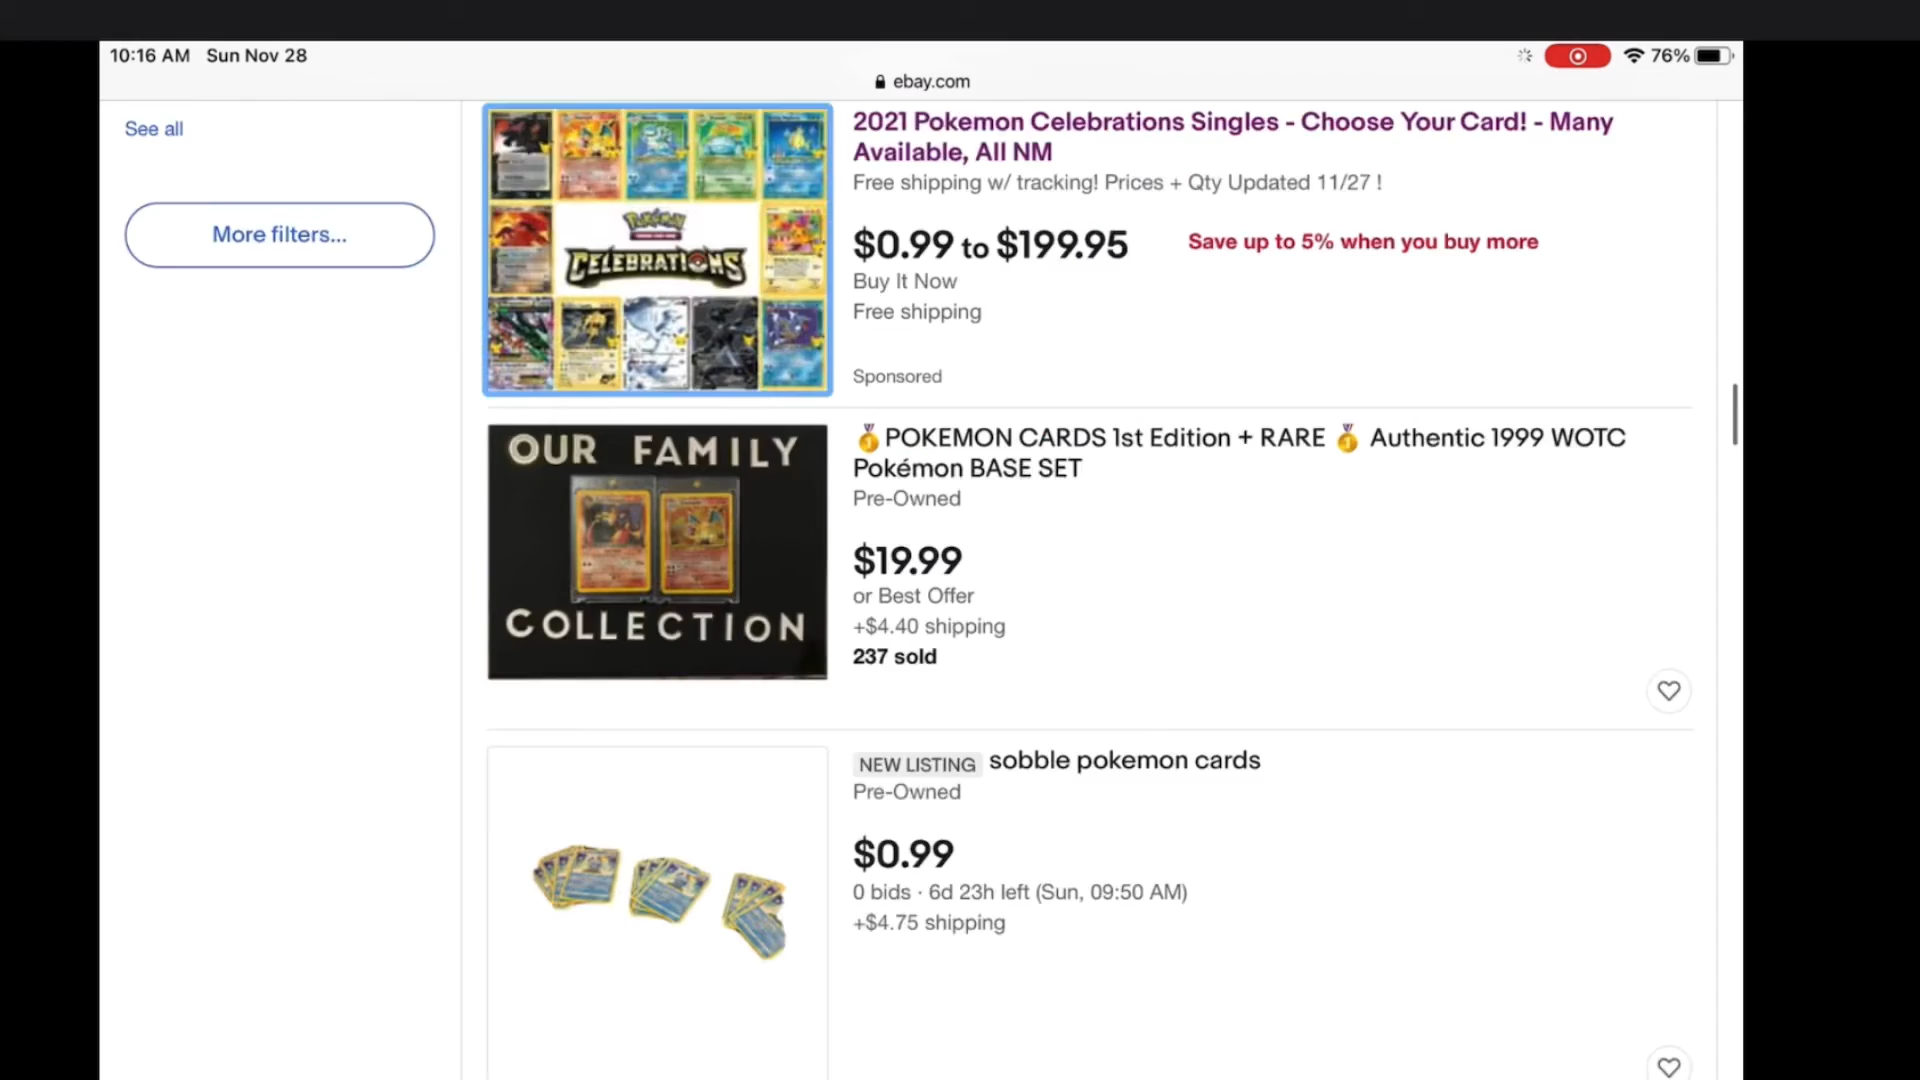 10:16 AM Sun Nov 28
76%
ebay.com
See all
More filters...
POKÉMON
CELEBRATIONS
2021 Pokemon Celebrations Singles - Choose Your Card! - Many
Available, All NM
Free shipping w/ tracking! Prices + Qty Updated 11/27 !
$0.99 to $199.95
Save up to 5% when you buy more
Buy It Now
Free shipping
Sponsored
OUR FAMILY
COLLECTION
🥇POKEMON CARDS 1st Edition + RARE 🥇 Authentic 1999 WOTC
Pokémon BASE SET
Pre-Owned
$19.99
or Best Offer
+$4.40 shipping
237 sold
NEW LISTING sobble pokemon cards
Pre-Owned
$0.99
0 bids · 6d 23h left (Sun, 09:50 AM)
+$4.75 shipping